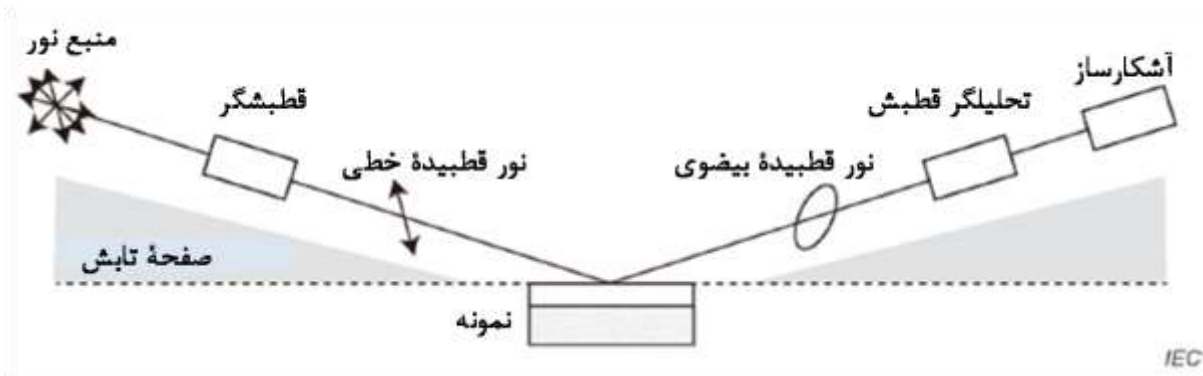 منبع نور
قطبشگر
نور قطبیدهٔ خطی
صفحهٔ تابش
نمونه
نور قطبیدهٔ بیضوی
تحلیلگر قطبش
آشکارساز
IEC